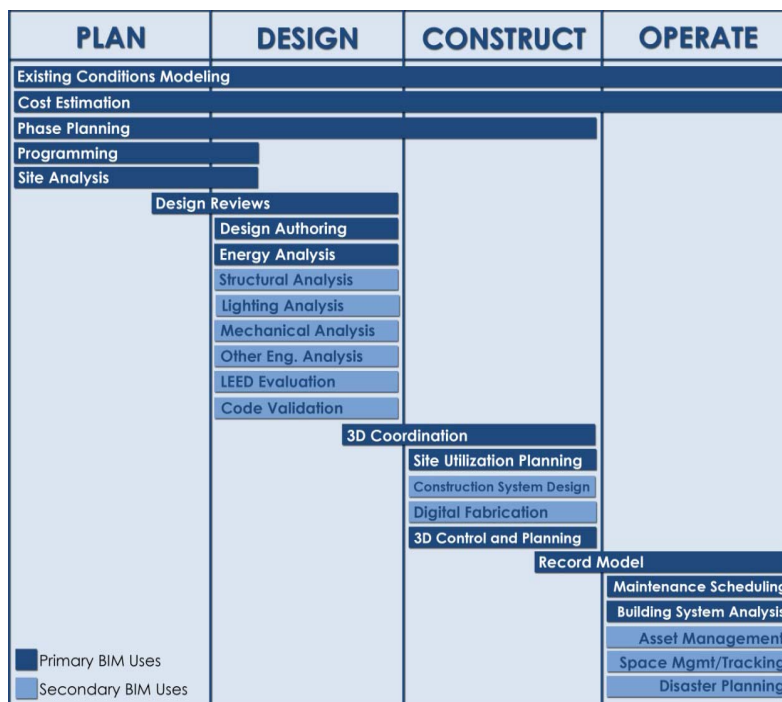 PLAN DESIGN CONSTRUCT OPERATE
Existing Conditions Modeling
Cost Estimation
Phase Planning
Programming
Site Analysis
Design Reviews
Design Authoring
Energy Analysis
Structural Analysis
Lighting Analysis
Mechanical Analysis
Other Eng. Analysis
LEED Evaluation
Code Validation
3D Coordination
Site Utilization Planning
Construction System Design
Digital Fabrication
3D Control and Planning
Record Model
Maintenance Scheduling
Building System Analysis
Asset Management
Space Mgmt/Tracking
Disaster Planning
Primary BIM Uses
Secondary BIM Uses